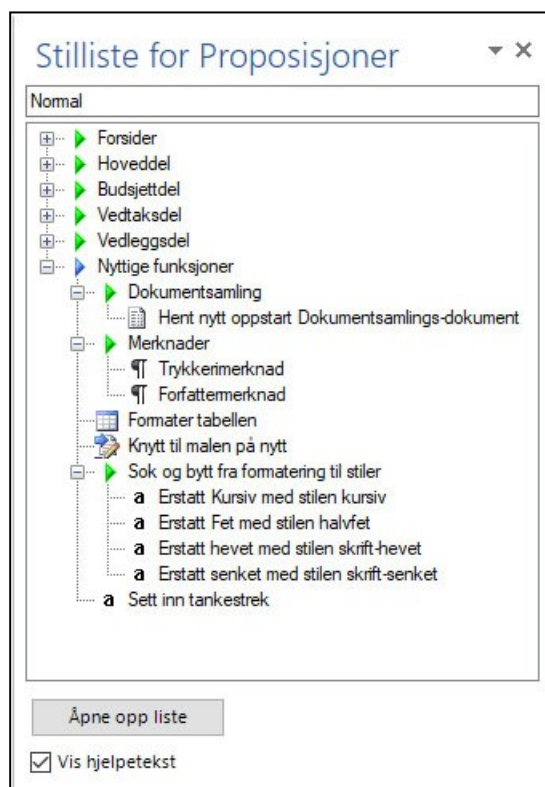 Stilliste for Proposisjoner
Normal
Forsider
Hoveddel
Budsjettdel
Vedtaksdel
Vedleggsdel
Nyttige funksjoner
Dokumentsamling
Hent nytt oppstart Dokumentsamlings-dokument
Merknader
¶ Trykkerimerknad
¶ Forfattermerknad
Formater tabellen
Knytt til malen på nytt
Sok og bytt fra formatering til stiler
a Erstatt Kursiv med stilen kursiv
a Erstatt Fet med stilen halvfet
a Erstatt hevet med stilen skrift-hevet
a Erstatt senket med stilen skrift-senket
a Sett inn tankestrek
Åpne opp liste
Vis hjelpetekst